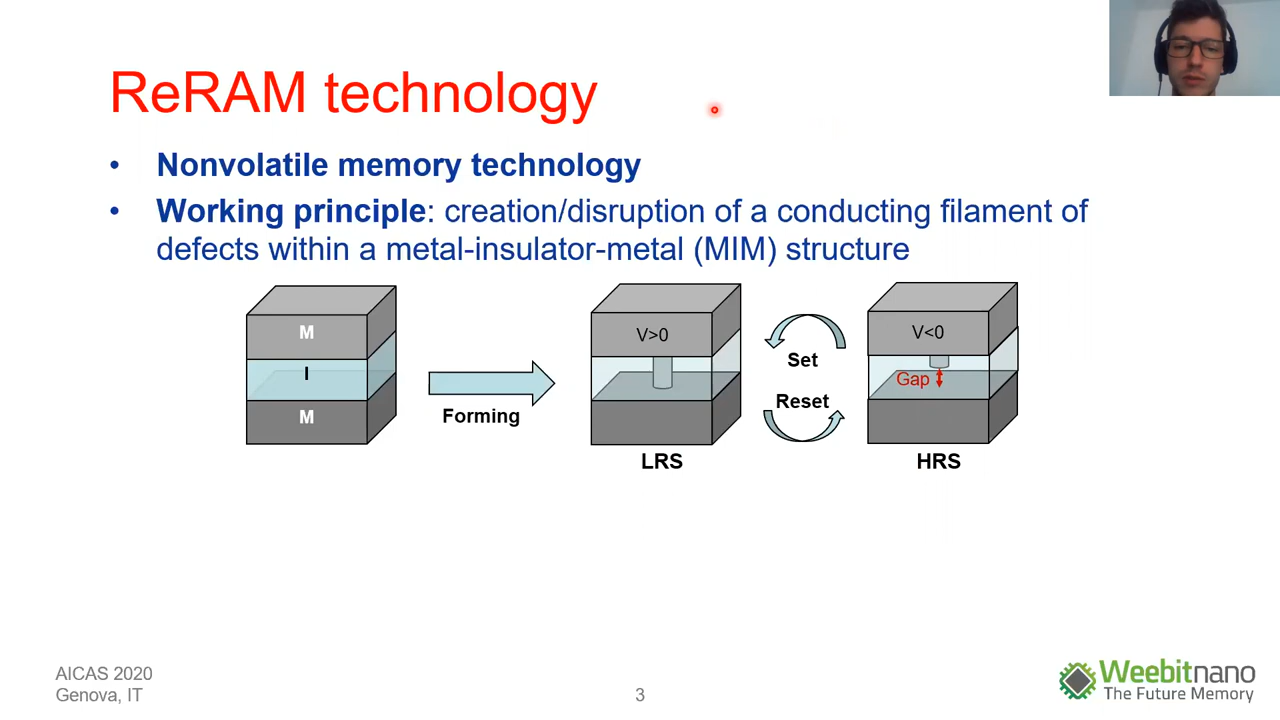 ReRAM technology
• Nonvolatile memory technology
• Working principle: creation/disruption of a conducting filament of
defects within a metal-insulator-metal (MIM) structure
M
I
M
Forming
V>0
LRS
Set
Reset
V<0
Gap
HRS
AICAS 2020
Genova, IT
3
Weebitnano
The Future Memory